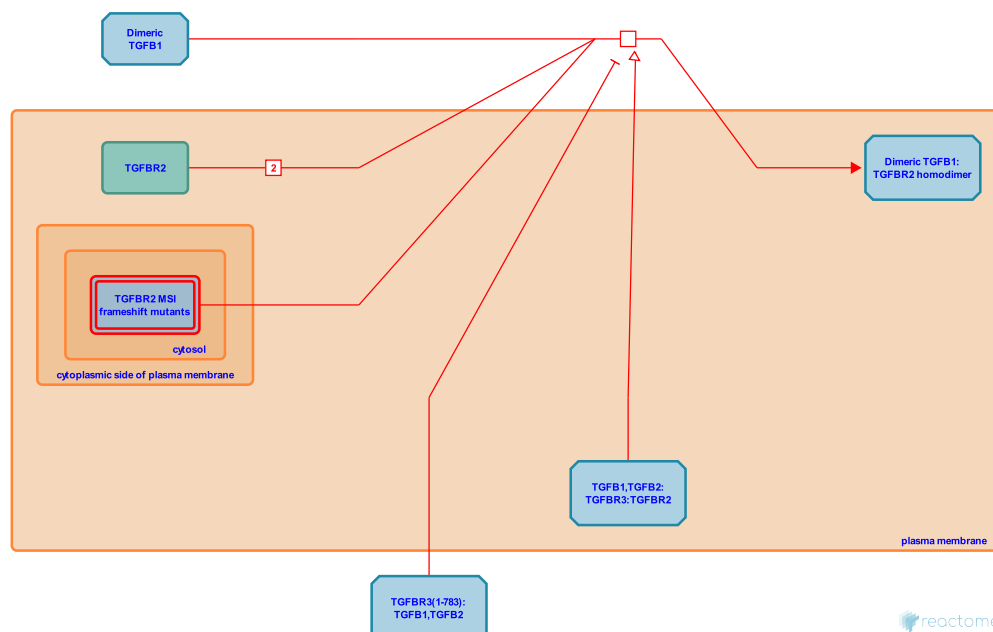 Dimeric
TGFB1
TGFBR2
2
Dimeric TGFB1:
TGFBR2 homodimer
TGFBR2 MSI
frameshift mutants
cytosol
cytoplasmic side of plasma membrane
TGFB1,TGFB2:
TGFBR3:TGFBR2
plasma membrane
TGFBR3(1-783):
TGFB1,TGFB2
reactome